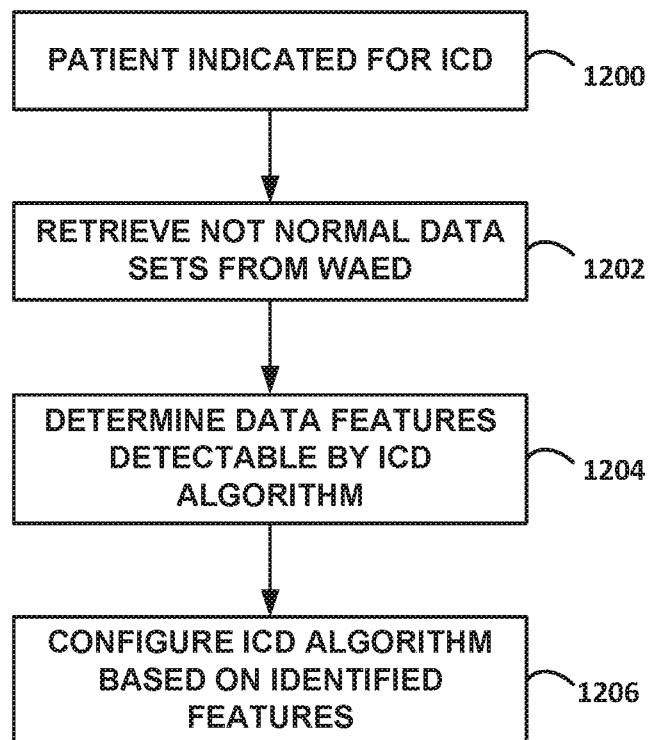 PATIENT INDICATED FOR ICD
1200
RETRIEVE NOT NORMAL DATA
SETS FROM WAED
1202
DETERMINE DATA FEATURES
DETECTABLE BY ICD
ALGORITHM
1204
CONFIGURE ICD ALGORITHM
BASED ON IDENTIFIED
FEATURES
1206